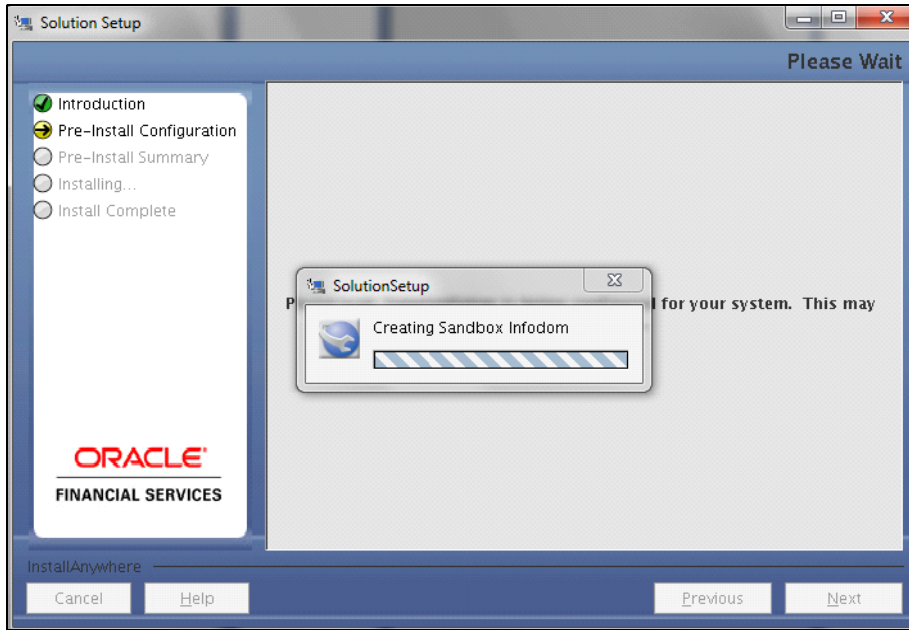 Solution Setup
Please Wait
Introduction
Pre-Install Configuration
Pre-Install Summary
Installing...
Install Complete
SolutionSetup
Creating Sandbox Infodom
for your system. This may
ORACLE®
FINANCIAL SERVICES
InstallAnywhere
Cancel
Help
Previous
Next